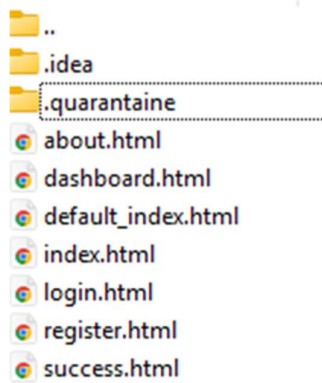 ..
.idea
.quarantaine
about.html
dashboard.html
default_index.html
index.html
login.html
register.html
success.html